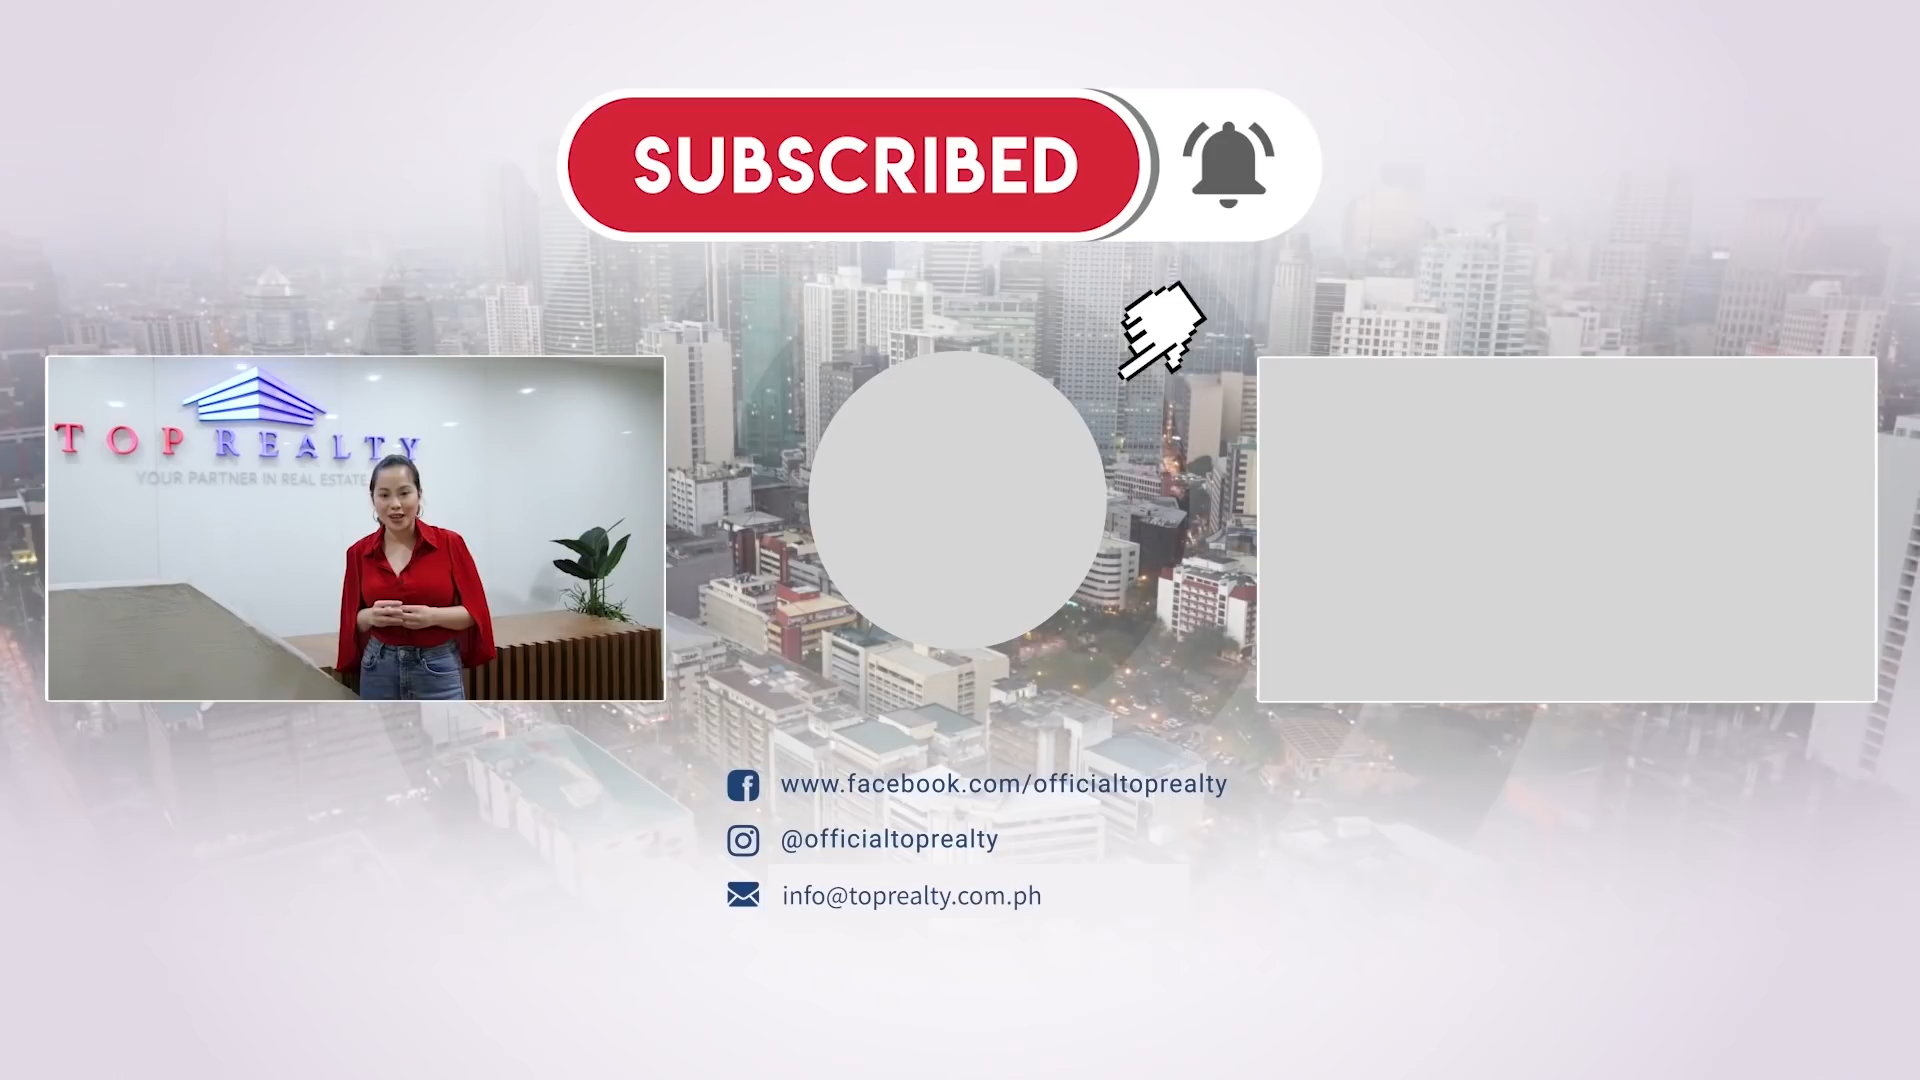 SUBSCRIBED
TOP REALTY
YOUR PARTNER IN REAL ESTATE
www.facebook.com/officialtoprealty
@officialtoprealty
info@toprealty.com.ph